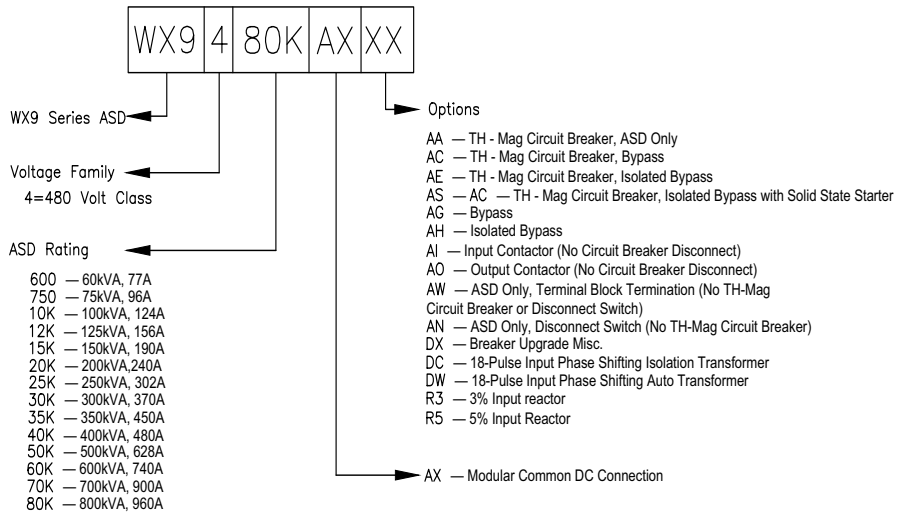 WX9 4 80K AX XX
WX9 Series ASD
Voltage Family
4=480 Volt Class
ASD Rating
600 — 60kVA, 77A
750 — 75kVA, 96A
10K — 100kVA, 124A
12K — 125kVA, 156A
15K — 150kVA, 190A
20K — 200kVA,240A
25K — 250kVA, 302A
30K — 300kVA, 370A
35K — 350kVA, 450A
40K — 400kVA, 480A
50K — 500kVA, 628A
60K — 600kVA, 740A
70K — 700kVA, 900A
80K — 800kVA, 960A
Options
AA — TH - Mag Circuit Breaker, ASD Only
AC — TH - Mag Circuit Breaker, Bypass
AE — TH - Mag Circuit Breaker, Isolated Bypass
AS — AC — TH - Mag Circuit Breaker, Isolated Bypass with Solid State Starter
AG — Bypass
AH — Isolated Bypass
AI — Input Contactor (No Circuit Breaker Disconnect)
AO — Output Contactor (No Circuit Breaker Disconnect)
AW — ASD Only, Terminal Block Termination (No TH-Mag
Circuit Breaker or Disconnect Switch)
AN — ASD Only, Disconnect Switch (No TH-Mag Circuit Breaker)
DX — Breaker Upgrade Misc.
DC — 18-Pulse Input Phase Shifting Isolation Transformer
DW — 18-Pulse Input Phase Shifting Auto Transformer
R3 — 3% Input reactor
R5 — 5% Input Reactor
AX — Modular Common DC Connection